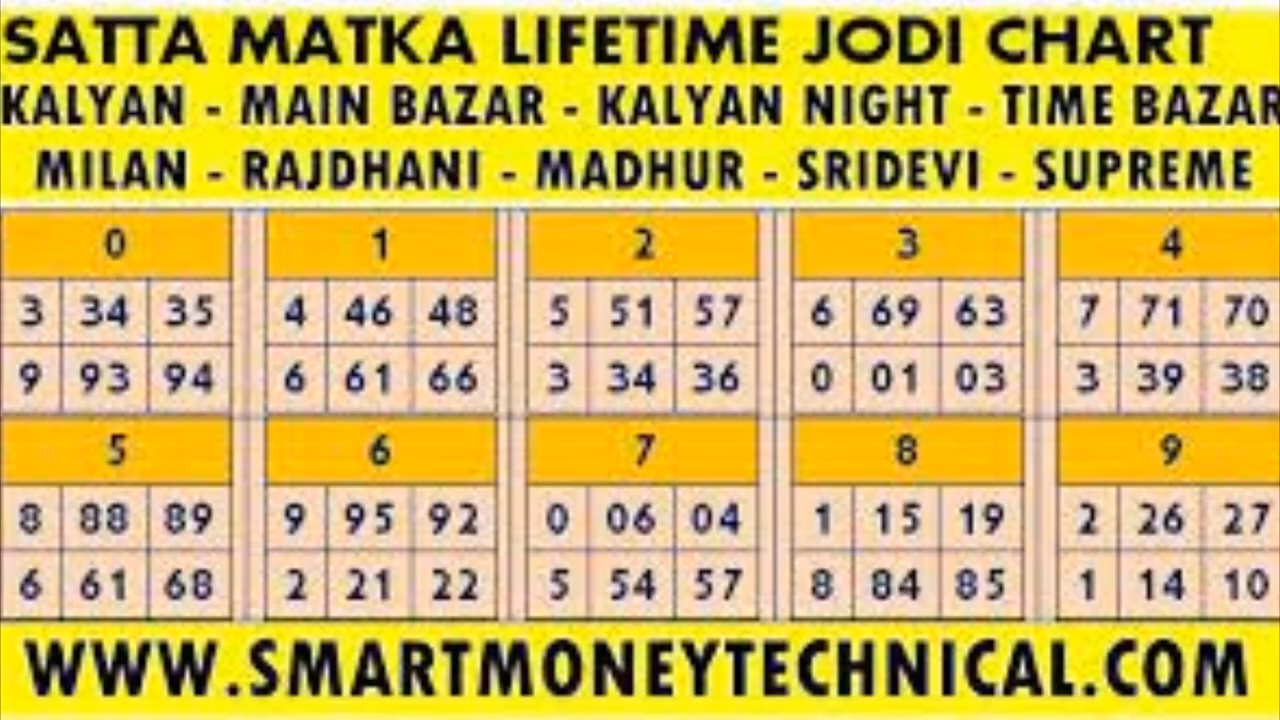 SATTA MATKA LIFETIME JODI CHART
KALYAN - MAIN BAZAR - KALYAN NIGHT - TIME BAZAR
MILAN - RAJDHANI - MADHUR - SRIDEVI - SUPREME
0 1 2 3 4
3 34 35 4 46 48 5 51 57 6 69 63 7 71 70
9 93 94 6 61 66 3 34 36 0 01 03 3 39 38
5 6 7 8 9
8 88 89 9 95 92 0 06 04 1 15 19 2 26 27
6 61 68 2 21 22 5 54 57 8 84 85 1 14 10
WWW.SMARTMONEYTECHNICAL.COM